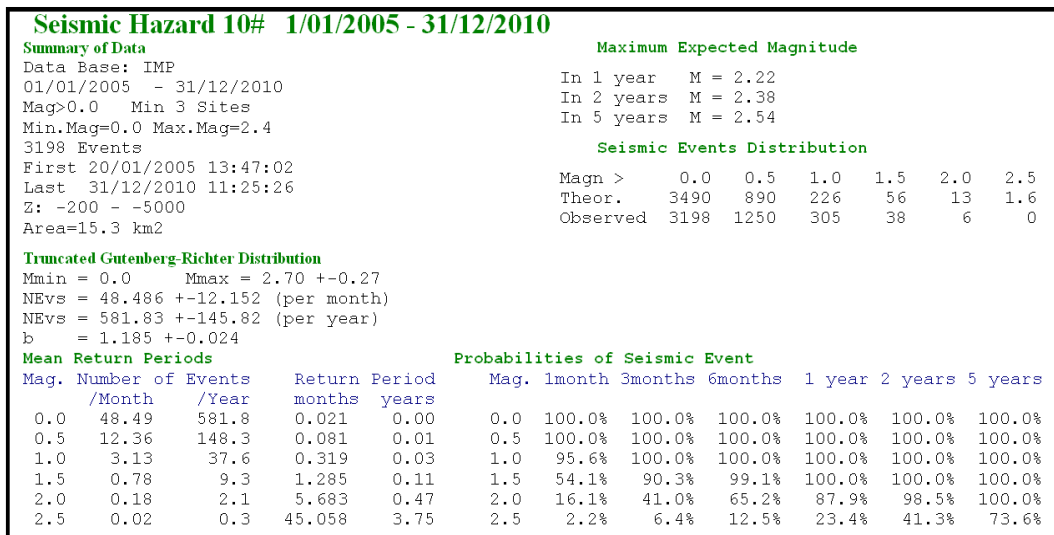 Seismic Hazard 10# 1/01/2005 - 31/12/2010
Summary of Data
Data Base: IMP
01/01/2005 - 31/12/2010
Mag>0.0 Min 3 Sites
Min.Mag=0.0 Max.Mag=2.4
3198 Events
First 20/01/2005 13:47:02
Last 31/12/2010 11:25:26
Z: -200 - -5000
Area=15.3 km2
Maximum Expected Magnitude
In 1 year M = 2.22
In 2 years M = 2.38
In 5 years M = 2.54
Seismic Events Distribution
Magn > 0.0 0.5 1.0 1.5 2.0 2.5
Theor. 3490 890 226 56 13 1.6
Observed 3198 1250 305 38 6 0
Truncated Gutenberg-Richter Distribution
Mmin = 0.0 Mmax = 2.70 +-0.27
NEvs = 48.486 +-12.152 (per month)
NEvs = 581.83 +-145.82 (per year)
b = 1.185 +-0.024
Mean Return Periods
Mag. Number of Events Return Period
/Month /Year months years
0.0 48.49 581.8 0.021 0.00
0.5 12.36 148.3 0.081 0.01
1.0 3.13 37.6 0.319 0.03
1.5 0.78 9.3 1.285 0.11
2.0 0.18 2.1 5.683 0.47
2.5 0.02 0.3 45.058 3.75
Probabilities of Seismic Event
Mag. 1month 3months 6months 1 year 2 years 5 years
0.0 100.0% 100.0% 100.0% 100.0% 100.0% 100.0%
0.5 100.0% 100.0% 100.0% 100.0% 100.0% 100.0%
1.0 95.6% 100.0% 100.0% 100.0% 100.0% 100.0%
1.5 54.1% 90.3% 99.1% 100.0% 100.0% 100.0%
2.0 16.1% 41.0% 65.2% 87.9% 98.5% 100.0%
2.5 2.2% 6.4% 12.5% 23.4% 41.3% 73.6%